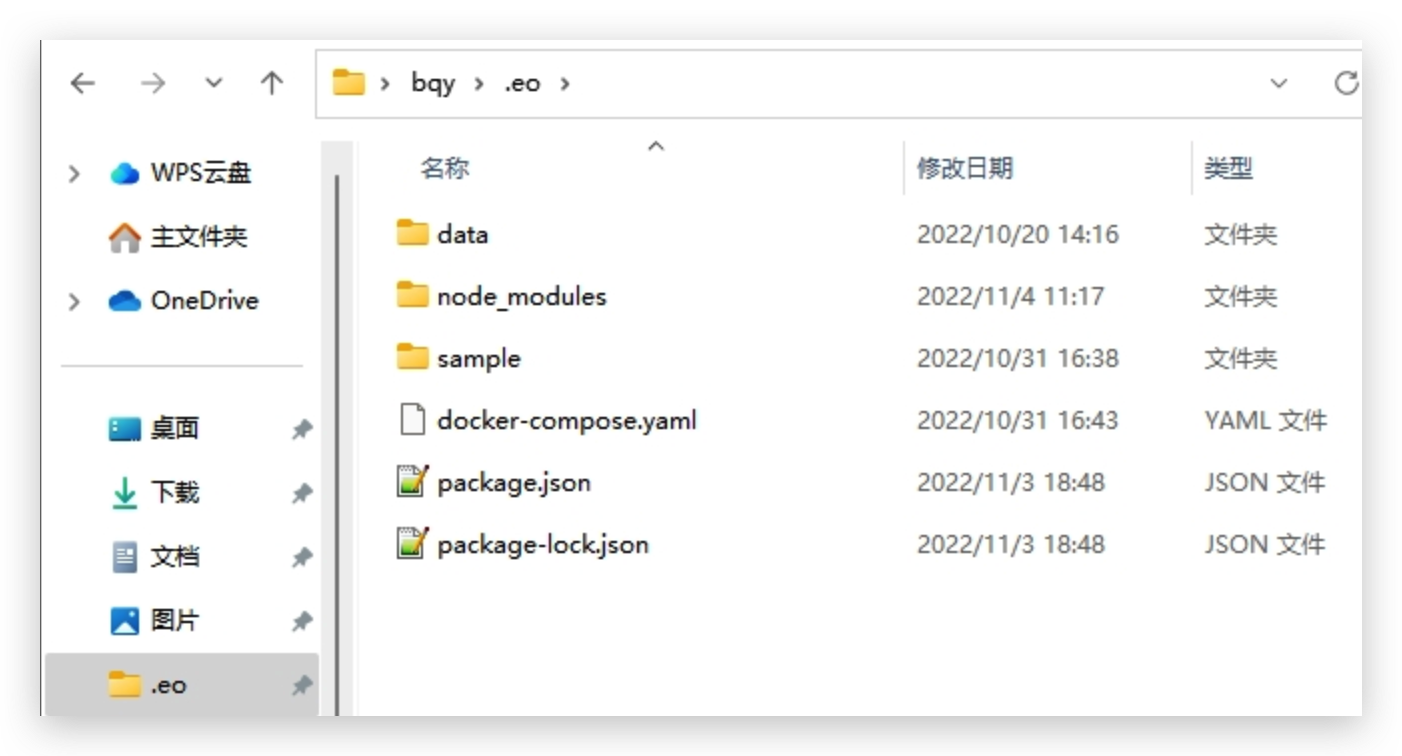 bqy .eo
WPS云盘
主文件夹
OneDrive
桌面
下载
文档
图片
.eo
名称 修改日期 类型
data 2022/10/20 14:16 文件夹
node_modules 2022/11/4 11:17 文件夹
sample 2022/10/31 16:38 文件夹
docker-compose.yaml 2022/10/31 16:43 YAML 文件
package.json 2022/11/3 18:48 JSON 文件
package-lock.json 2022/11/3 18:48 JSON 文件